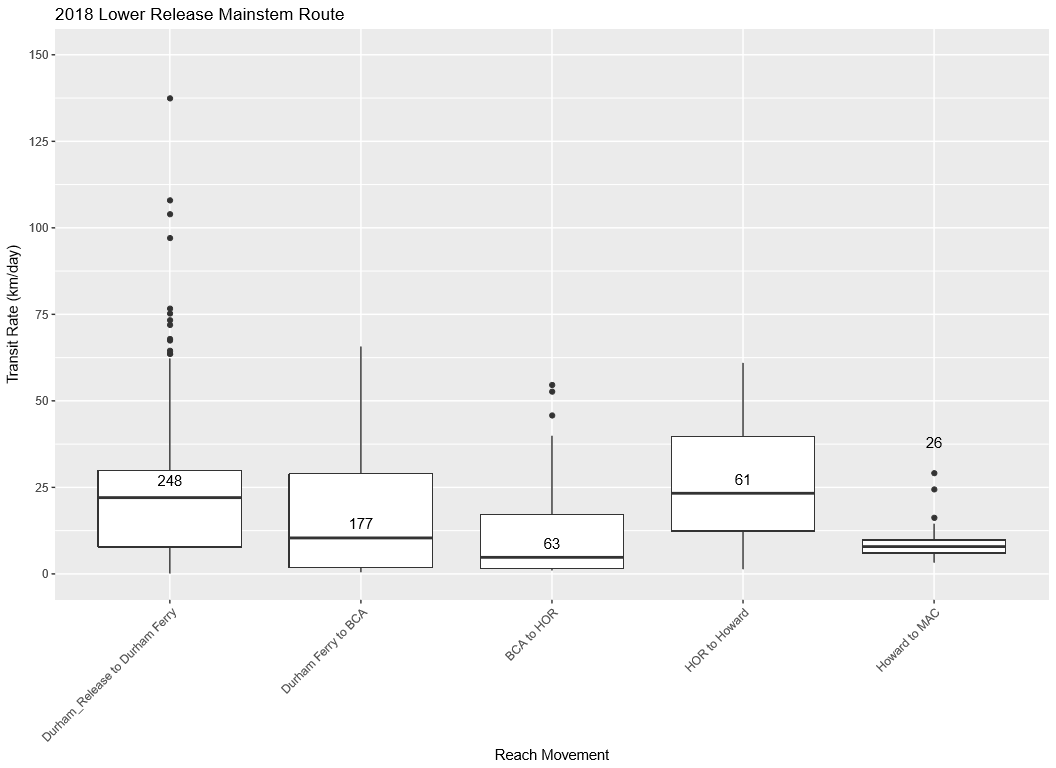 2018 Lower Release Mainstem Route
150
125
100
75
50
25
0
Transit Rate (km/day)
248
177
63
61
26
Durham_Release to Durham Ferry
Durham Ferry to BCA
BCA to HOR
HOR to Howard
Howard to MAC
Reach Movement